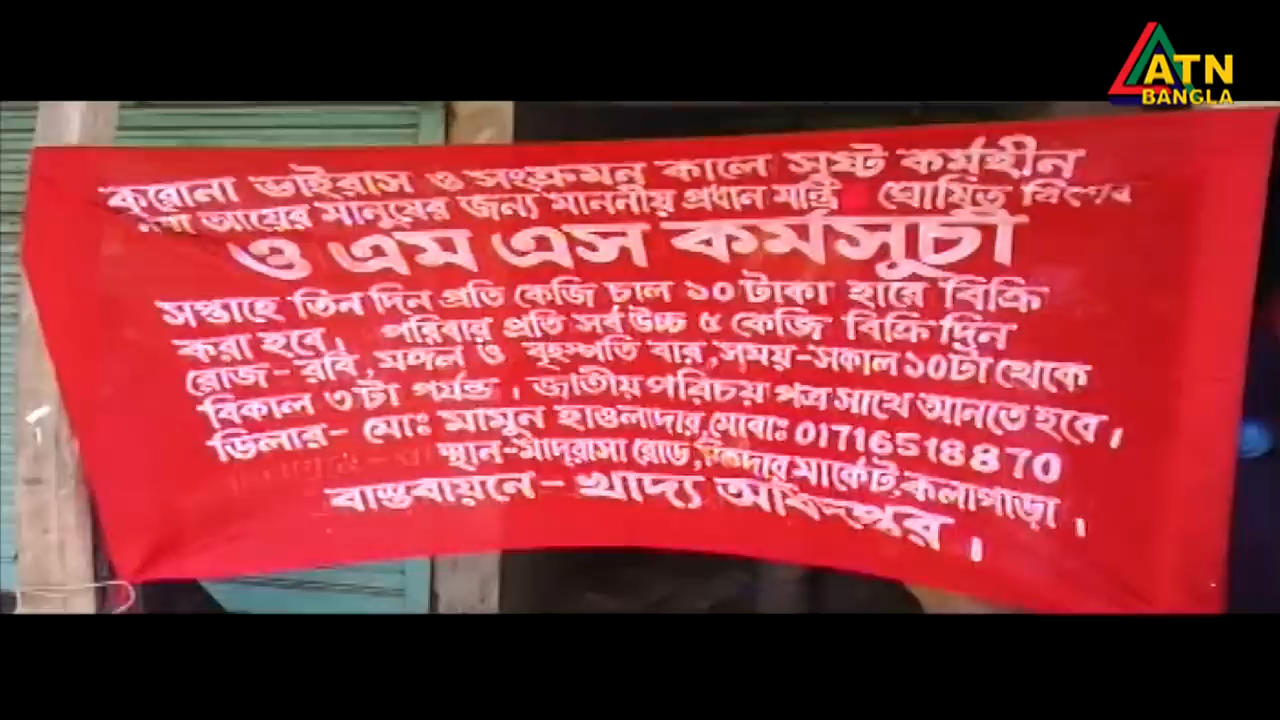 ATN
BANGLA
করোনা ভাইরাস ও সংক্রমন কালে সৃষ্ট কর্মহীন
আয়ের মানুষের জন্য মাননীয় প্রধান মন্ত্রি ঘোষিত বিশেষ
ও এম এস কর্মসুচী
সপ্তাহে তিন দিন প্রতি কেজি চাল ১০ টাকা হারে বিক্রি
করা হবে। পরিবার প্রতি সর্ব উচ্চ ৫ কেজি বিক্রি দিন
রোজ - রবি, মঙ্গল ও বৃহস্পতি বার, সময় - সকাল ১০টা থেকে
বিকাল ৩টা পর্যন্ত। জাতীয় পরিচয় পত্র সাথে আনতে হবে।
ডিলার - মোঃ মামুন হাওলাদার, মোবাঃ 01716518870
স্থান - মাদ্রাসা রোড, মার্কেট, কলাপাড়া।
বাস্তবায়নে - খাদ্য অধিদপ্তর।